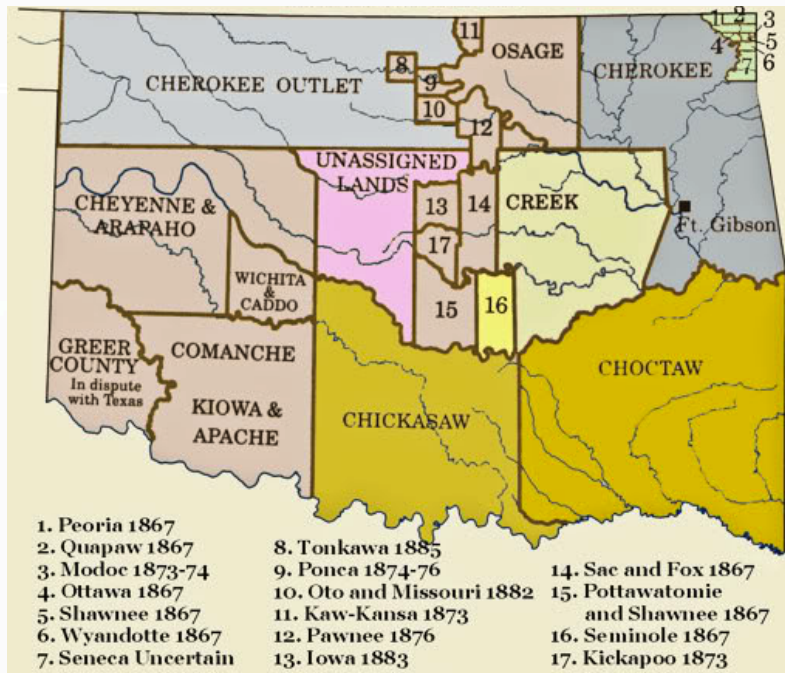 1
2
3
4
5
6
7
8
9
10
11
12
OSAGE
CHEROKEE OUTLET
CHEROKEE
UNASSIGNED
LANDS
CHEYENNE &
ARAPAHO
13
14
CREEK
Ft. Gibson
17
WICHITA
&
CADDO
15
16
GREER
COUNTY
In dispute
with Texas
COMANCHE
KIOWA &
APACHE
CHICKASAW
CHOCTAW
1. Peoria 1867
2. Quapaw 1867
3. Modoc 1873-74
4. Ottawa 1867
5. Shawnee 1867
6. Wyandotte 1867
7. Seneca Uncertain
8. Tonkawa 1885
9. Ponca 1874-76
10. Oto and Missouri 1882
11. Kaw-Kansa 1873
12. Pawnee 1876
13. Iowa 1883
14. Sac and Fox 1867
15. Pottawatomie
and Shawnee 1867
16. Seminole 1867
17. Kickapoo 1873